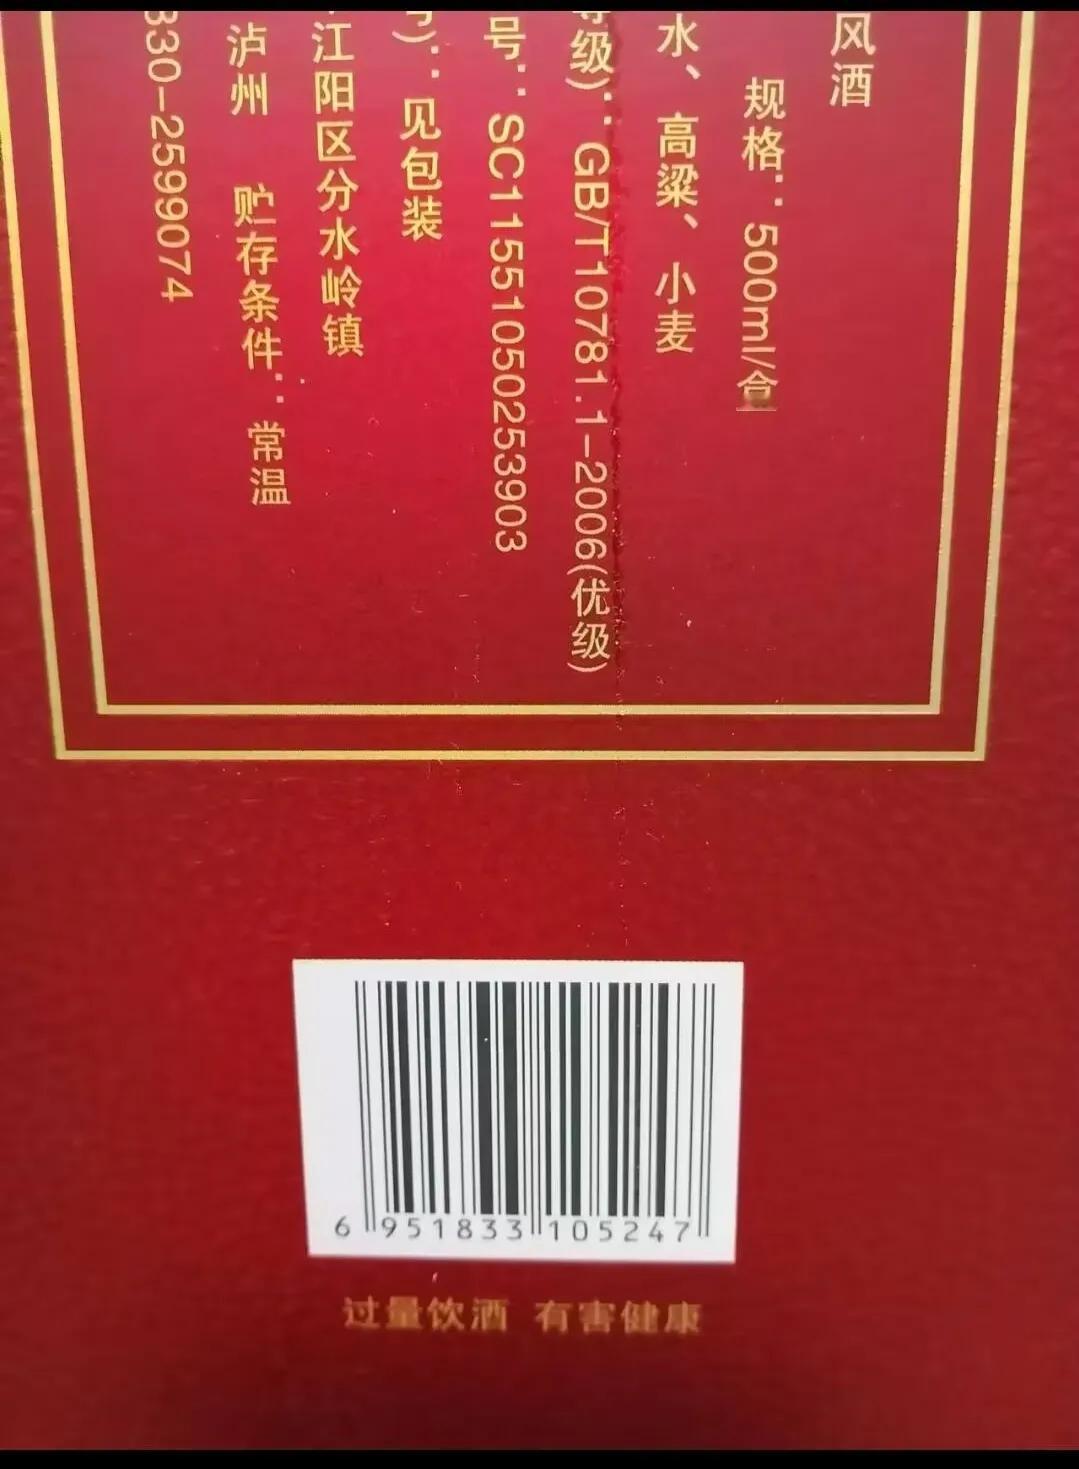 风酒
规格：500ml/盒
水、高粱、小麦
级)：GB/T10781.1-2006(优级)
号：SC11551050253903
)：见包装
江阳区分水岭镇
泸州 贮存条件：常温
330-2599074
6 951833 105247
过量饮酒 有害健康